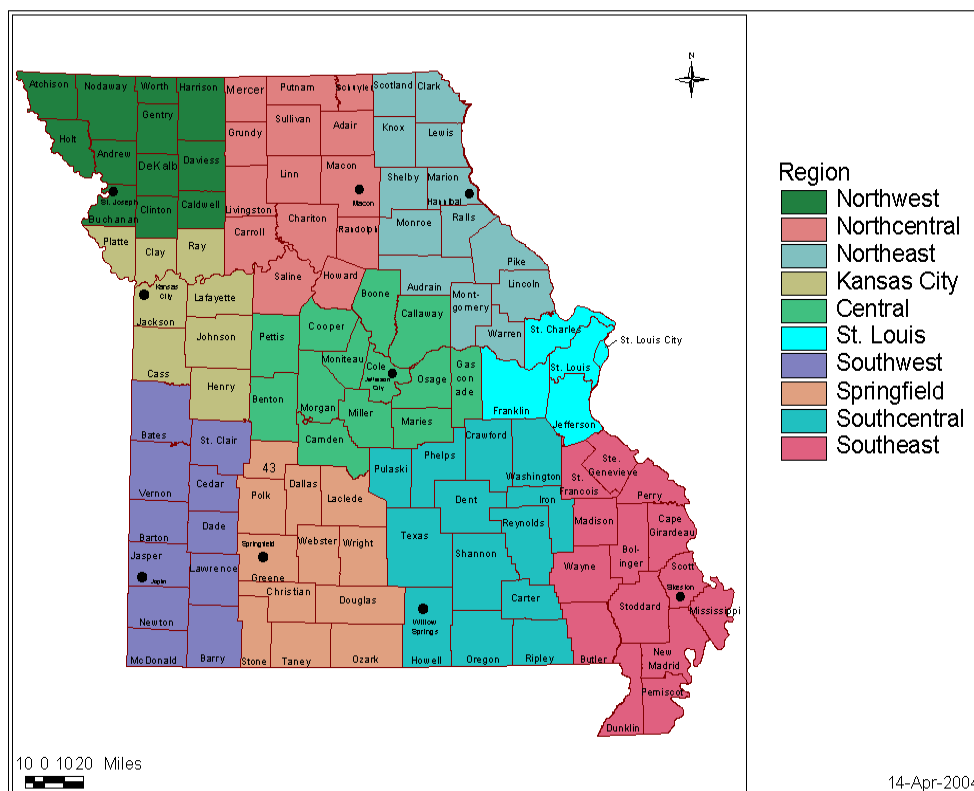 N
Atchison
Nodaway
Worth
Harrison
Mercer
Putnam
Schuyler
Scotland
Clark
Gentry
Sullivan
Adair
Holt
Grundy
Knox
Lewis
Andrew
DeKalb
Daviess
Linn
Macon
Shelby
Marion
St. Joseph
Macon
Hannibal
Buchanan
Clinton
Caldwell
Livingston
Chariton
Randolph
Monroe
Ralls
Platte
Clay
Ray
Carroll
Pike
Saline
Howard
Audrain
Kansas
City
Lafayette
Boone
Callaway
Mont-
gomery
Lincoln
Jackson
Johnson
Pettis
Cooper
Warren
St. Charles
St. Louis City
Moniteau
Cole
Jefferson
City
Osage
Gas
con
ade
St. Louis
Cass
Henry
Benton
Morgan
Miller
Maries
Franklin
Jefferson
Bates
St. Clair
Camden
Phelps
Crawford
Washington
Ste.
Genevieve
43
Pulaski
St.
Francois
Perry
Vernon
Cedar
Polk
Dallas
Laclede
Dent
Iron
Madison
Cape
Girardeau
Barton
Dade
Springfield
Webster
Wright
Texas
Reynolds
Bol-
linger
Jasper
Joplin
Lawrence
Greene
Shannon
Wayne
Scott
Sikeston
Christian
Douglas
Carter
Stoddard
Mississippi
Newton
Willow
Springs
McDonald
Barry
Stone
Taney
Ozark
Howell
Oregon
Ripley
Butler
New
Madrid
Pemiscot
Dunklin
10 0 10 20 Miles
Region
Northwest
Northcentral
Northeast
Kansas City
Central
St. Louis
Southwest
Springfield
Southcentral
Southeast
14-Apr-2004